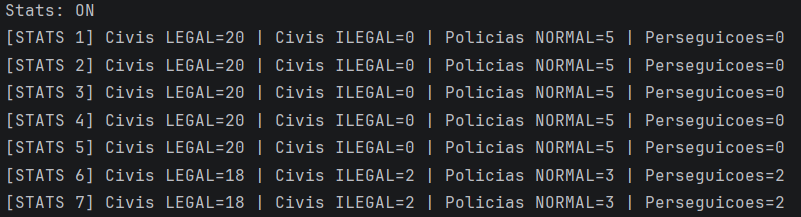 Stats: ON
[STATS 1] Civis LEGAL=20 | Civis ILEGAL=0 | Policias NORMAL=5 | Perseguicoes=0
[STATS 2] Civis LEGAL=20 | Civis ILEGAL=0 | Policias NORMAL=5 | Perseguicoes=0
[STATS 3] Civis LEGAL=20 | Civis ILEGAL=0 | Policias NORMAL=5 | Perseguicoes=0
[STATS 4] Civis LEGAL=20 | Civis ILEGAL=0 | Policias NORMAL=5 | Perseguicoes=0
[STATS 5] Civis LEGAL=20 | Civis ILEGAL=0 | Policias NORMAL=5 | Perseguicoes=0
[STATS 6] Civis LEGAL=18 | Civis ILEGAL=2 | Policias NORMAL=3 | Perseguicoes=2
[STATS 7] Civis LEGAL=18 | Civis ILEGAL=2 | Policias NORMAL=3 | Perseguicoes=2